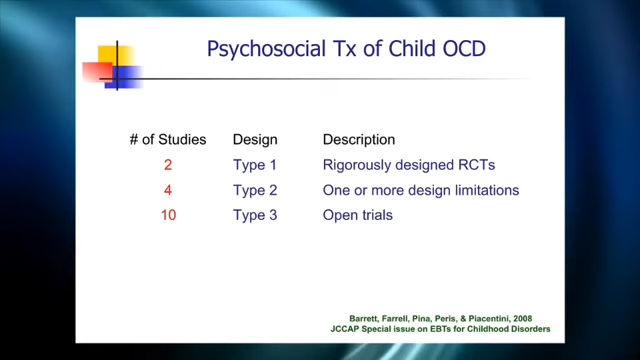 Psychosocial Tx of Child OCD
# of Studies Design Description
2 Type 1 Rigorously designed RCTs
4 Type 2 One or more design limitations
10 Type 3 Open trials
Barrett, Farrell, Pina, Peris, & Piacentini, 2008
JCCAP Special issue on EBTs for Childhood Disorders